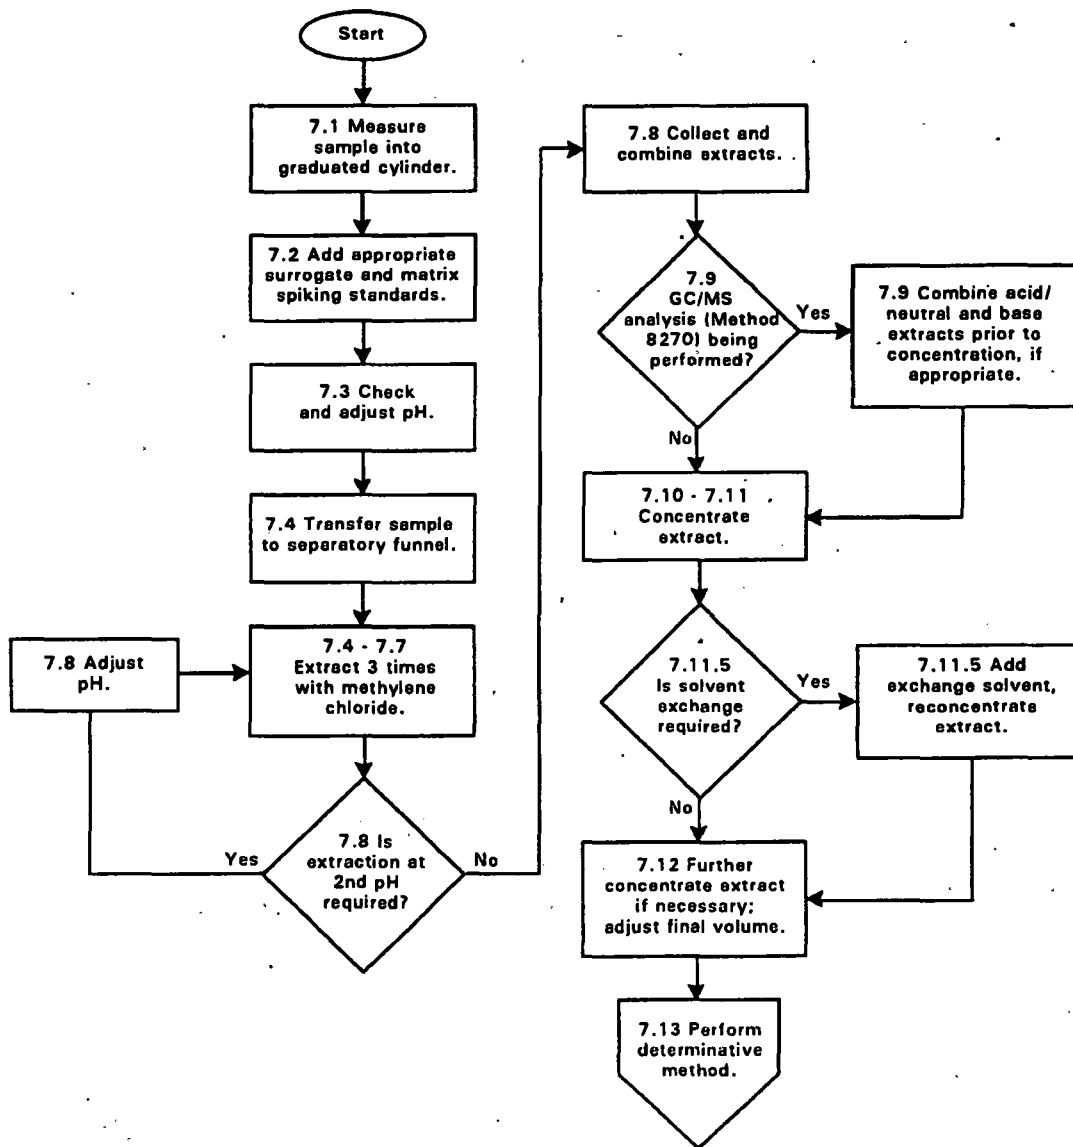 Start
7.1 Measure
sample into
graduated cylinder.
7.2 Add appropriate
surrogate and matrix
spiking standards.
7.3 Check
and adjust pH.
7.4 Transfer sample
to separatory funnel.
7.4 - 7.7
Extract 3 times
with methylene
chloride.
7.8 Adjust
pH.
7.8 Is
extraction at
2nd pH
required?
Yes
No
7.8 Collect and
combine extracts.
7.9
GC/MS
analysis (Method
8270) being
performed?
Yes
No
7.9 Combine acid/
neutral and base
extracts prior to
concentration, if
appropriate.
7.10 - 7.11
Concentrate
extract.
7.11.5
Is solvent
exchange
required?
Yes
No
7.11.5 Add
exchange solvent,
reconcentrate
extract.
7.12 Further
concentrate extract
if necessary;
adjust final volume.
7.13 Perform
determinative
method.